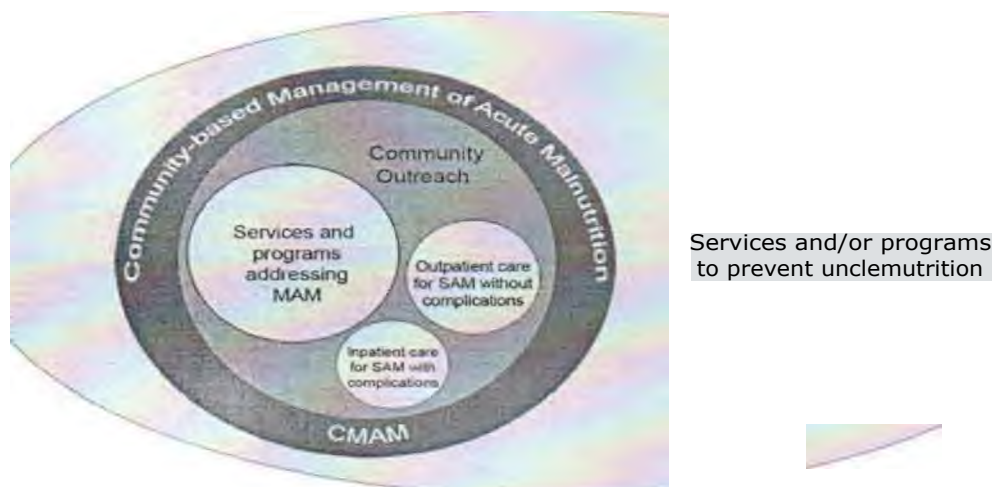 Community-based Management of Acute Malnutrition
Community
Outreach
Services and
programs
addressing
MAM
Outpatient care
for SAM without
complications
Inpatient care
for SAM with
complications
CMAM
Services and/or programs
to prevent unclemutrition